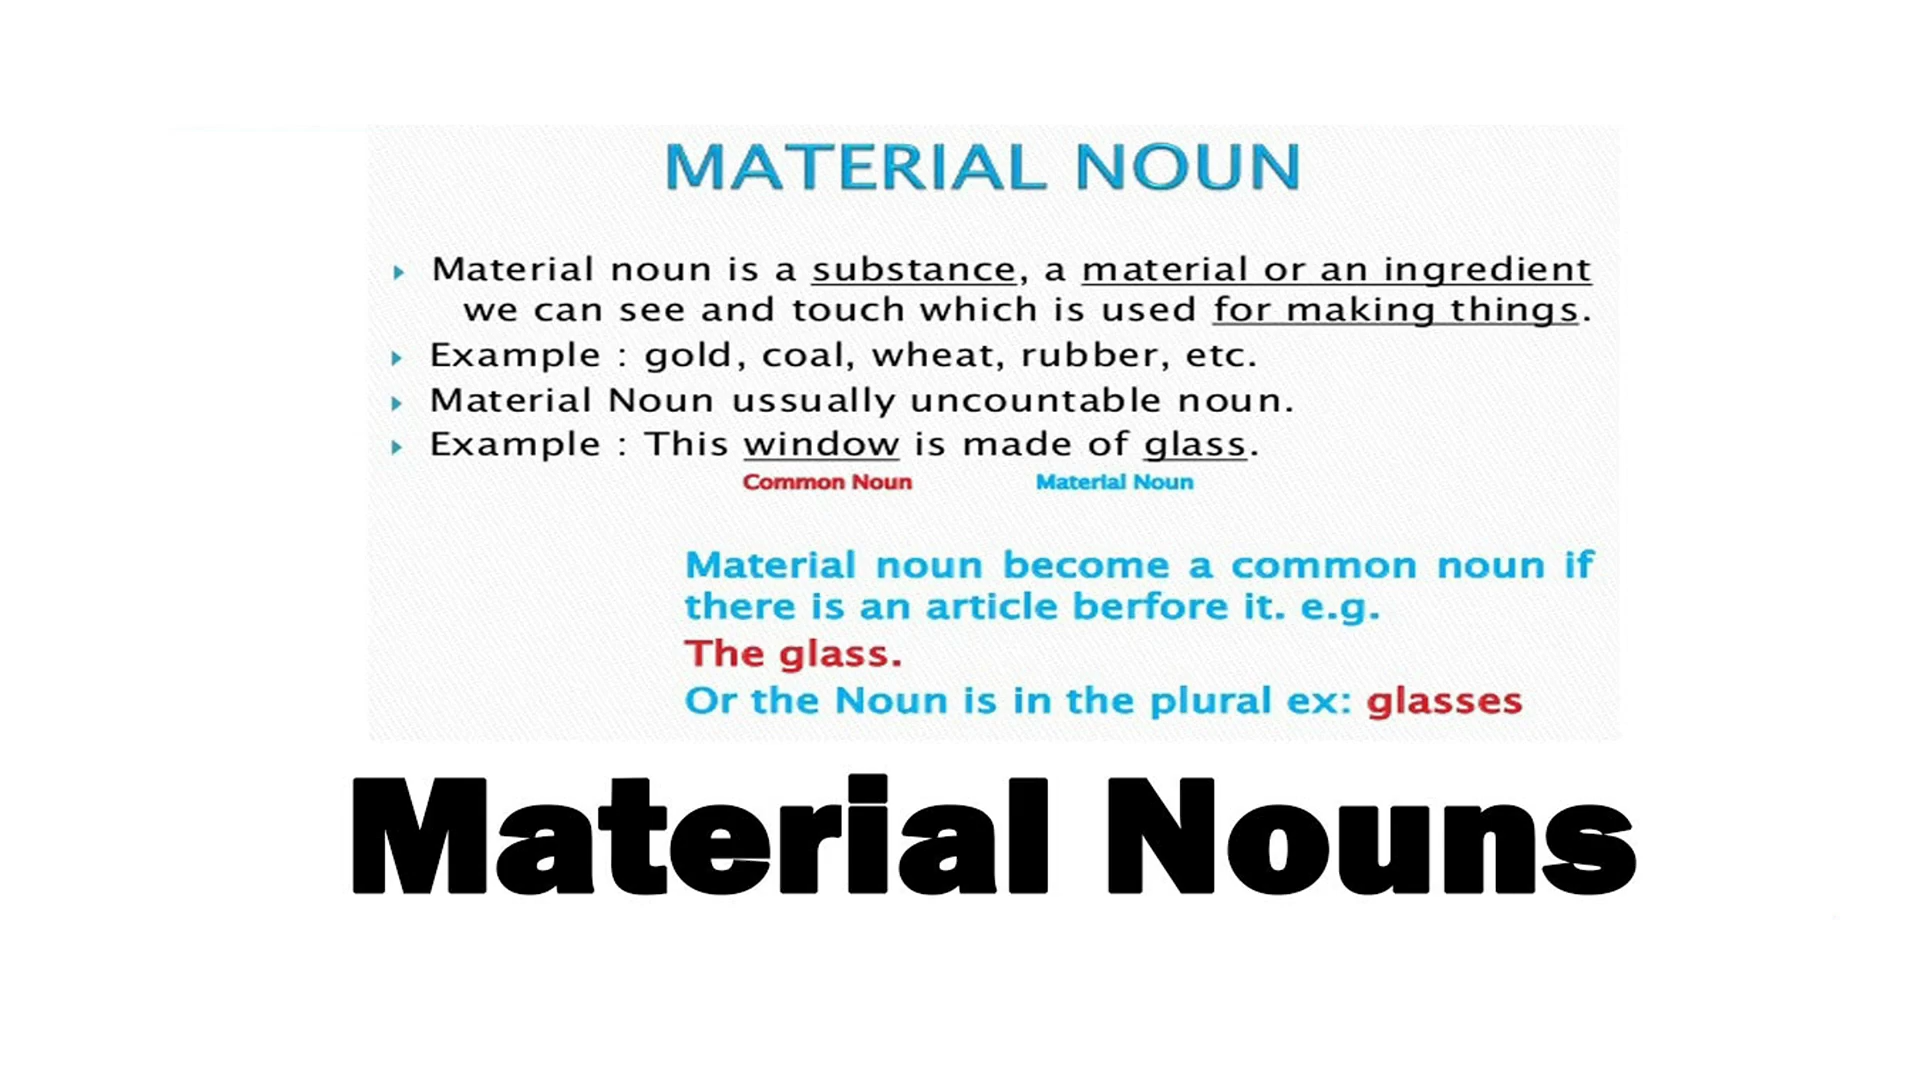 MATERIAL NOUN
Material noun is a substance, a material or an ingredient
we can see and touch which is used for making things.
Example : gold, coal, wheat, rubber, etc.
Material Noun ussually uncountable noun.
Example : This window is made of glass.
Common Noun Material Noun
Material noun become a common noun if
there is an article berfore it. e.g.
The glass.
Or the Noun is in the plural ex: glasses
Material Nouns